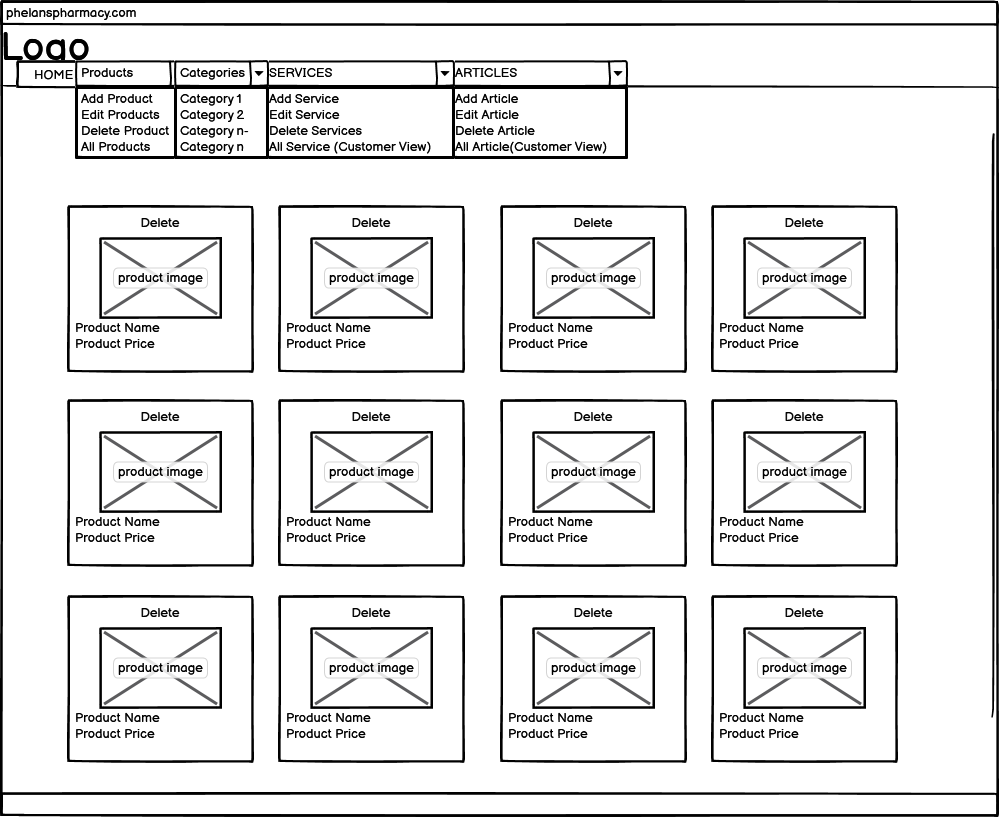 phelanspharmacy.com
Logo
HOME Products Categories SERVICES ARTICLES
Add Product Category 1 Add Service Add Article
Edit Products Category 2 Edit Service Edit Article
Delete Product Category n- Delete Services Delete Article
All Products Category n All Service (Customer View) All Article(Customer View)
Delete Delete Delete Delete
product image product image product image product image
Product Name Product Name Product Name Product Name
Product Price Product Price Product Price Product Price
Delete Delete Delete Delete
product image product image product image product image
Product Name Product Name Product Name Product Name
Product Price Product Price Product Price Product Price
Delete Delete Delete Delete
product image product image product image product image
Product Name Product Name Product Name Product Name
Product Price Product Price Product Price Product Price